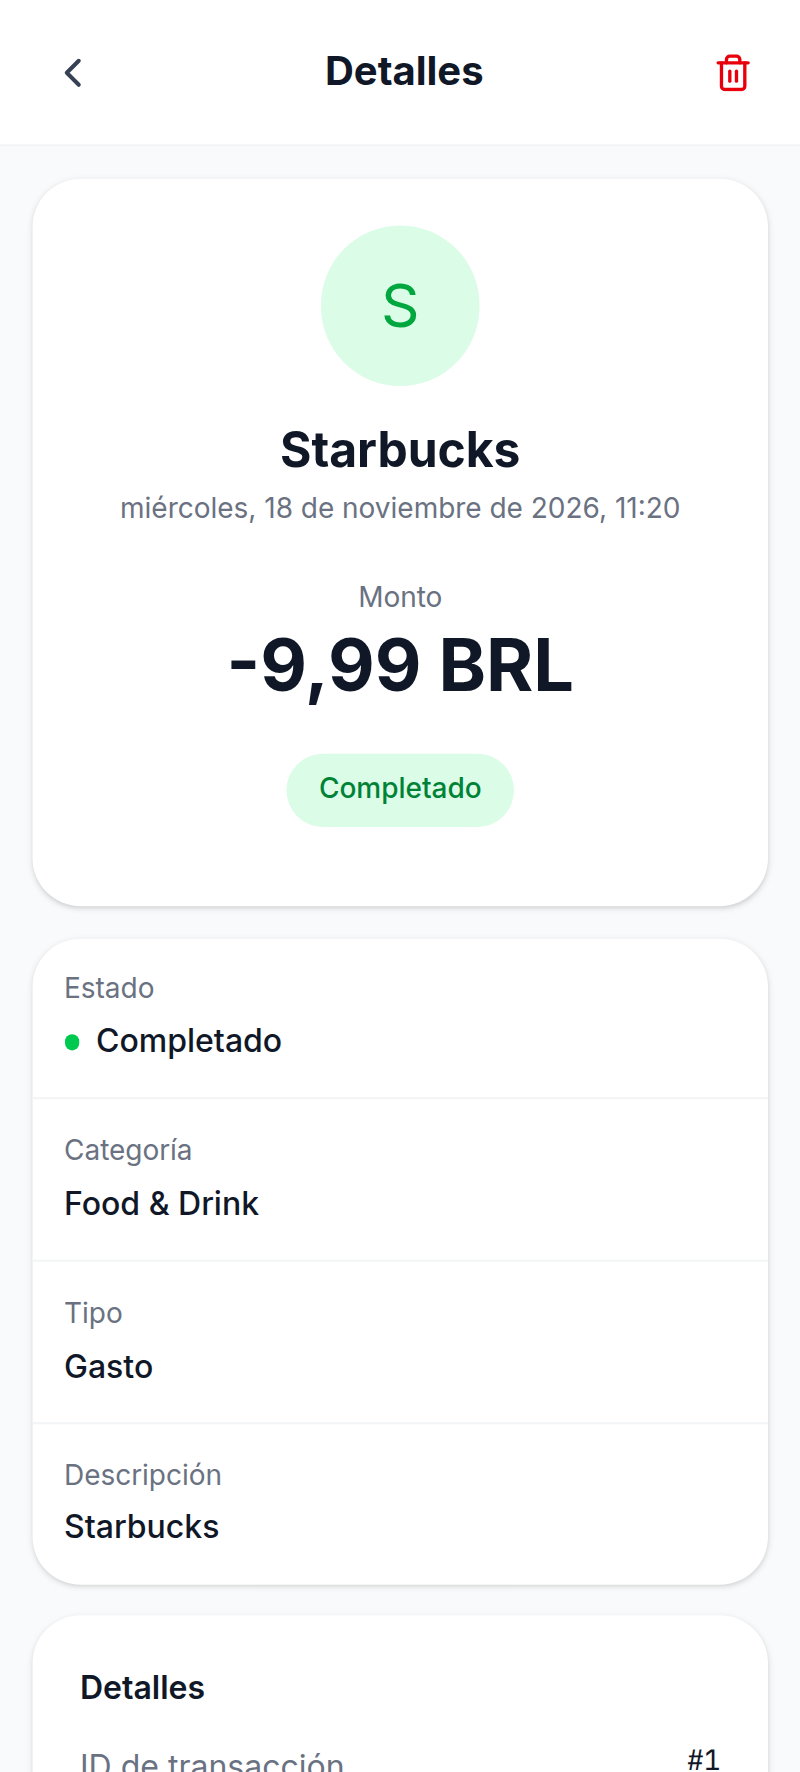 Detalles
S
Starbucks
miércoles, 18 de noviembre de 2026, 11:20
Monto
-9,99 BRL
Completado
Estado
Completado
Categoría
Food & Drink
Tipo
Gasto
Descripción
Starbucks
Detalles
ID de transacción #1